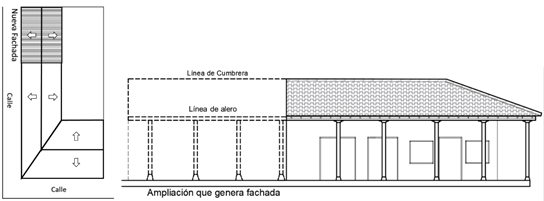 Nueva Fachada
Calle
Calle
Línea de Cumbrera
Línea de alero
Ampliación que genera fachada